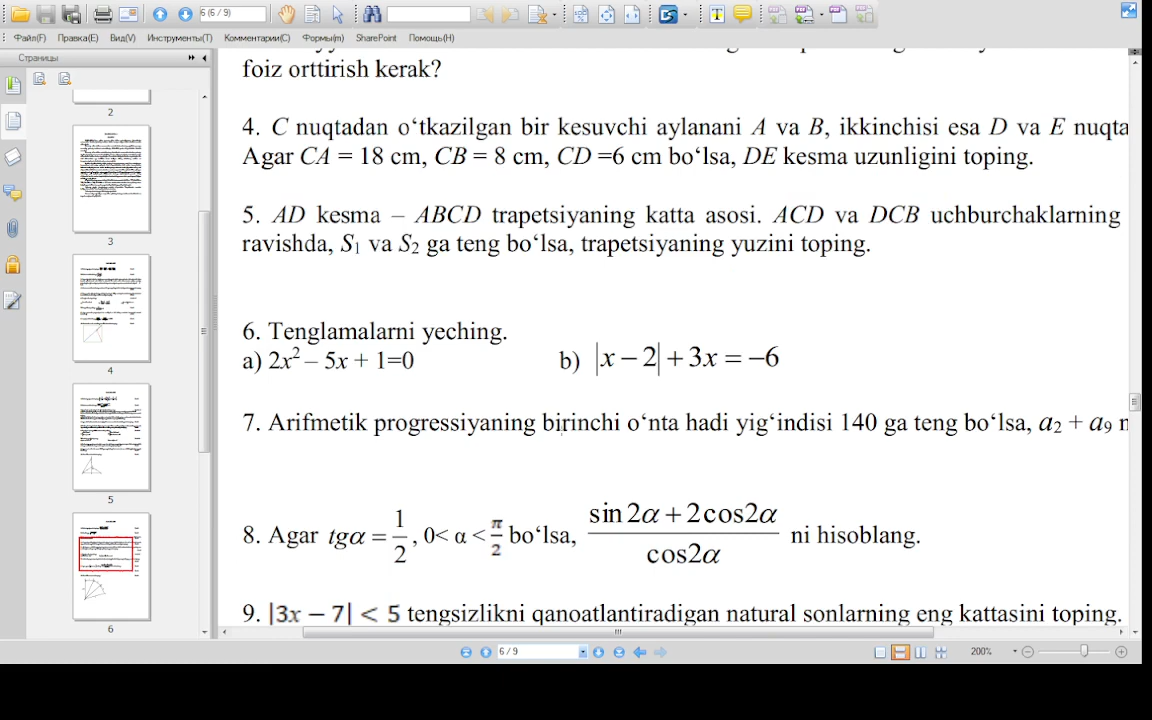 6 (6 / 9)
Файл(F) Правка(E) Вид(V) Инструменты(T) Комментарии(C) Формы(m) SharePoint Помощь(H)
Страницы
foiz orttirish kerak?
4. C nuqtadan o‘tkazilgan bir kesuvchi aylanani A va B, ikkinchisi esa D va E nuqta
Agar CA = 18 cm, CB = 8 cm, CD =6 cm bo‘lsa, DE kesma uzunligini toping.
5. AD kesma – ABCD trapetsiyaning katta asosi. ACD va DCB uchburchaklarning
ravishda, S₁ va S₂ ga teng bo‘lsa, trapetsiyaning yuzini toping.
6. Tenglamalarni yeching.
a) 2x² – 5x + 1=0 b) |x − 2| + 3x = −6
7. Arifmetik progressiyaning birinchi o‘nta hadi yig‘indisi 140 ga teng bo‘lsa, a₂ + a₉
8. Agar tgα = 1/2, 0< α < π/2 bo‘lsa, (sin 2α + 2cos2α)/cos2α ni hisoblang.
9. |3x − 7| < 5 tengsizlikni qanoatlantiradigan natural sonlarning eng kattasini toping.
2
3
4
5
6
6 / 9 200%